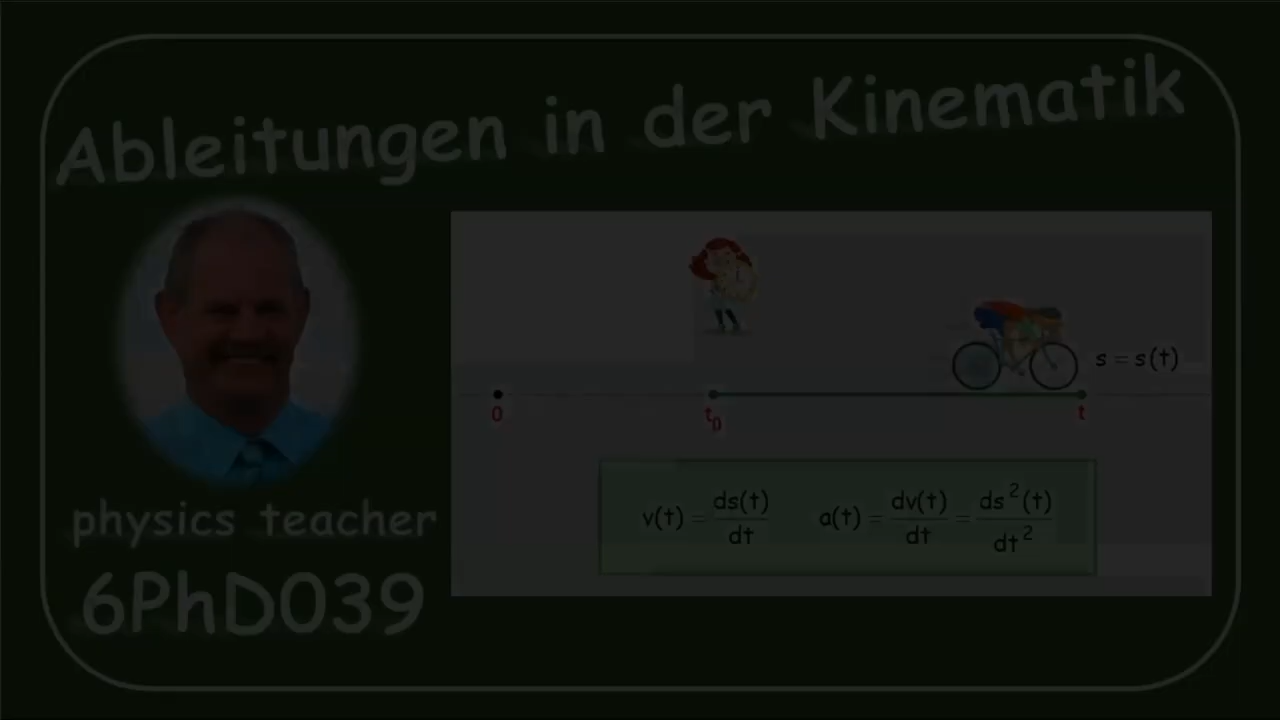 Ableitungen in der Kinematik
s = s(t)
0 t₀ t
v(t) = ds(t)/dt a(t) = dv(t)/dt = ds²(t)/dt²
physics teacher
6PhD039